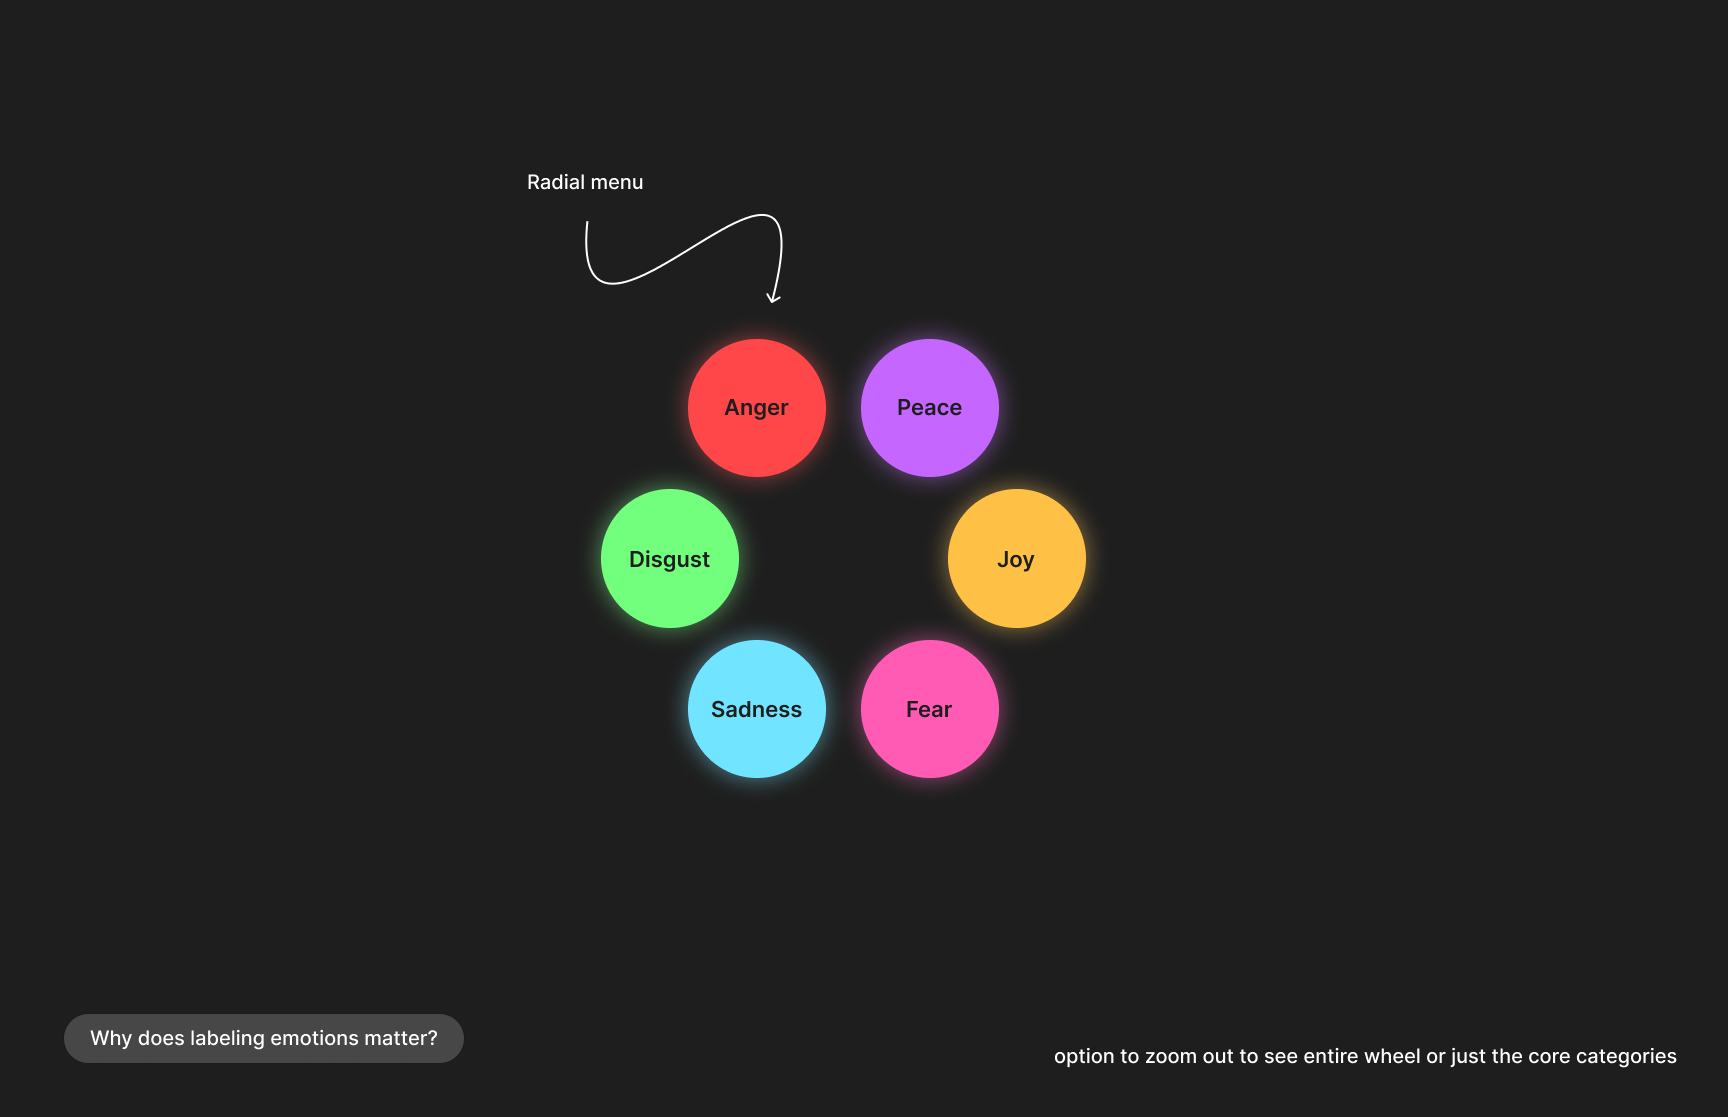 Radial menu
Anger
Peace
Disgust
Joy
Sadness
Fear
Why does labeling emotions matter?
option to zoom out to see entire wheel or just the core categories